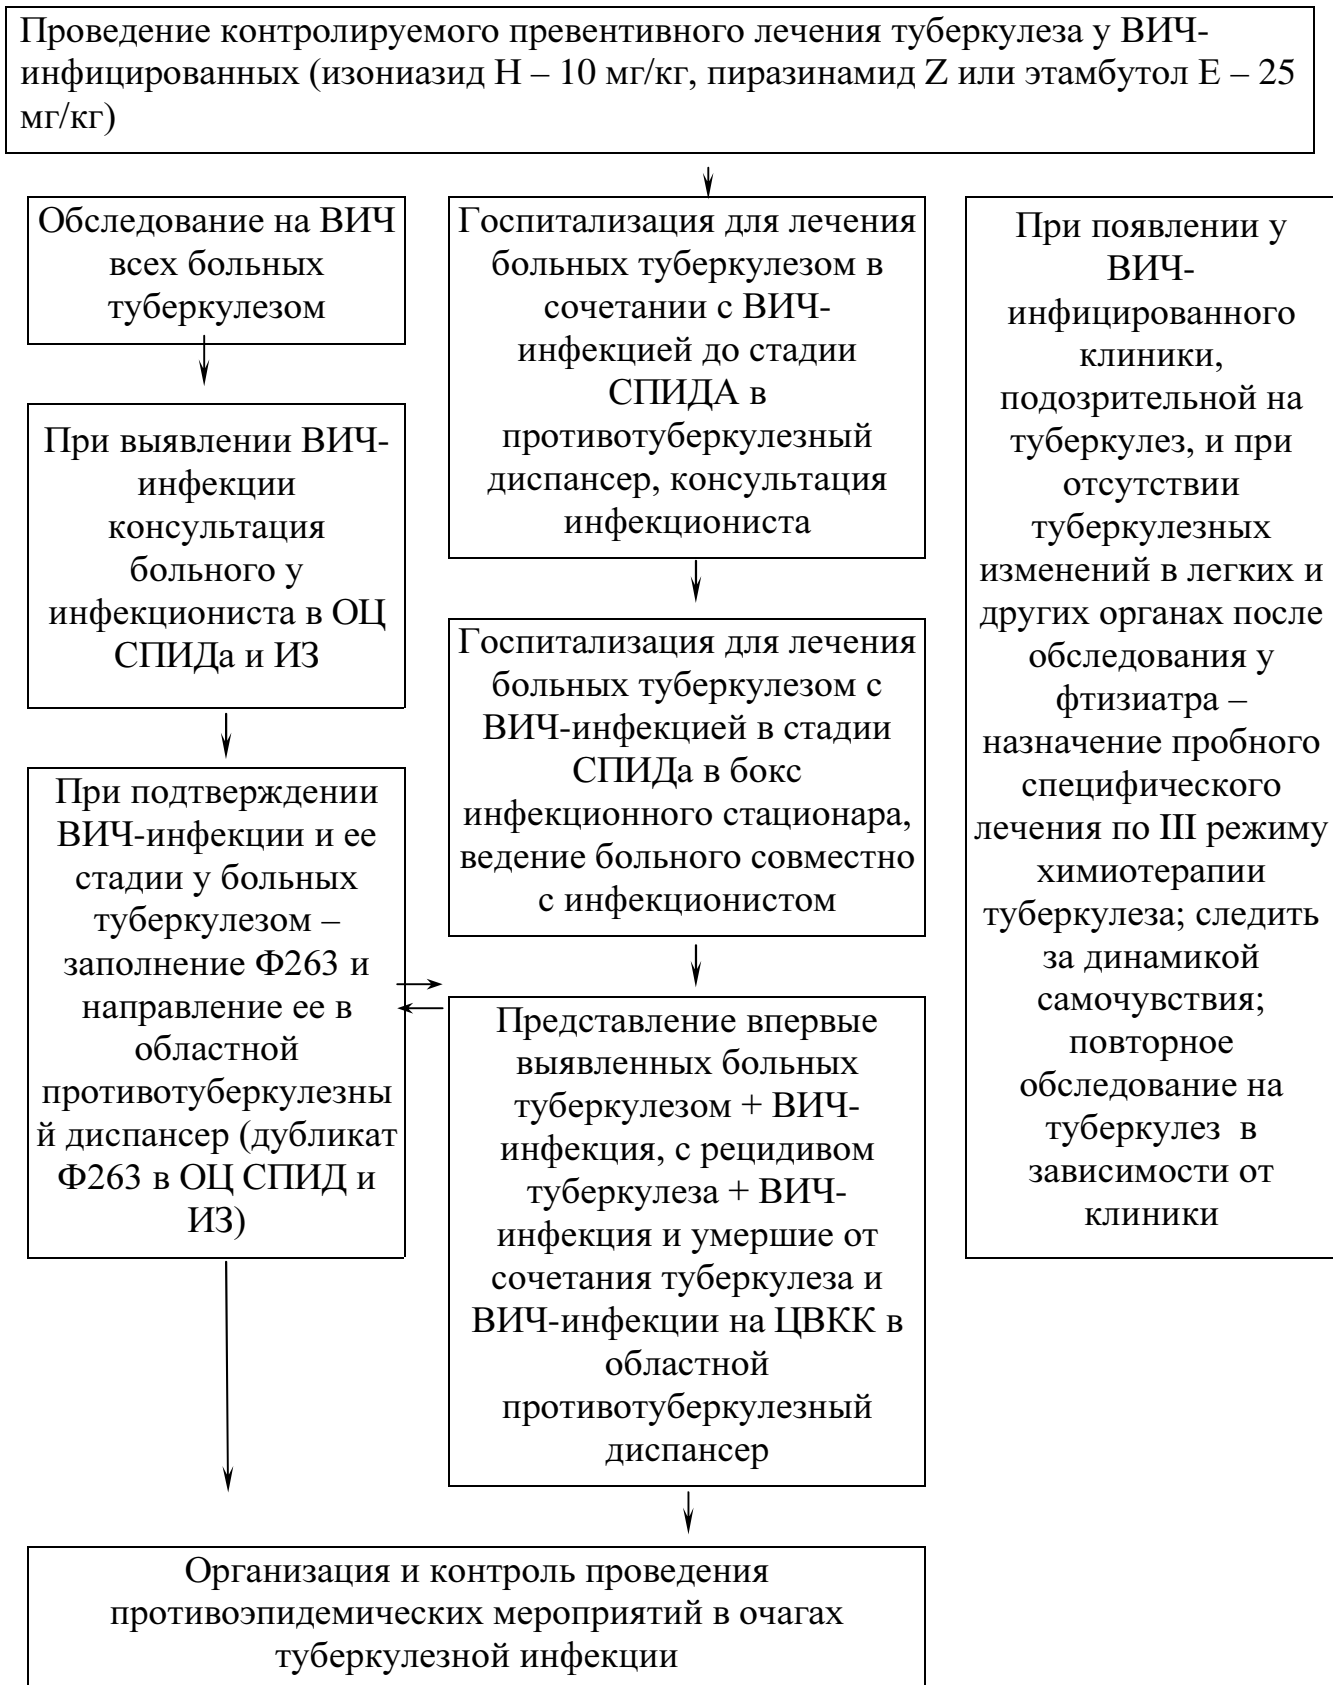 Проведение контролируемого превентивного лечения туберкулеза у ВИЧ-
инфицированных (изониазид Н – 10 мг/кг, пиразинамид Z или этамбутол Е – 25
мг/кг)
Обследование на ВИЧ
всех больных
туберкулезом
При выявлении ВИЧ-
инфекции
консультация
больного у
инфекциониста в ОЦ
СПИДа и ИЗ
При подтверждении
ВИЧ-инфекции и ее
стадии у больных
туберкулезом –
заполнение Ф263 и
направление ее в
областной
противотуберкулезны
й диспансер (дубликат
Ф263 в ОЦ СПИД и
ИЗ)
Госпитализация для лечения
больных туберкулезом в
сочетании с ВИЧ-
инфекцией до стадии
СПИДА в
противотуберкулезный
диспансер, консультация
инфекциониста
Госпитализация для лечения
больных туберкулезом с
ВИЧ-инфекцией в стадии
СПИДа в бокс
инфекционного стационара,
ведение больного совместно
с инфекционистом
Представление впервые
выявленных больных
туберкулезом + ВИЧ-
инфекция, с рецидивом
туберкулеза + ВИЧ-
инфекция и умершие от
сочетания туберкулеза и
ВИЧ-инфекции на ЦВКК в
областной
противотуберкулезный
диспансер
При появлении у
ВИЧ-
инфицированного
клиники,
подозрительной на
туберкулез, и при
отсутствии
туберкулезных
изменений в легких и
других органах после
обследования у
фтизиатра –
назначение пробного
специфического
лечения по III режиму
химиотерапии
туберкулеза; следить
за динамикой
самочувствия;
повторное
обследование на
туберкулез в
зависимости от
клиники
Организация и контроль проведения
противоэпидемических мероприятий в очагах
туберкулезной инфекции